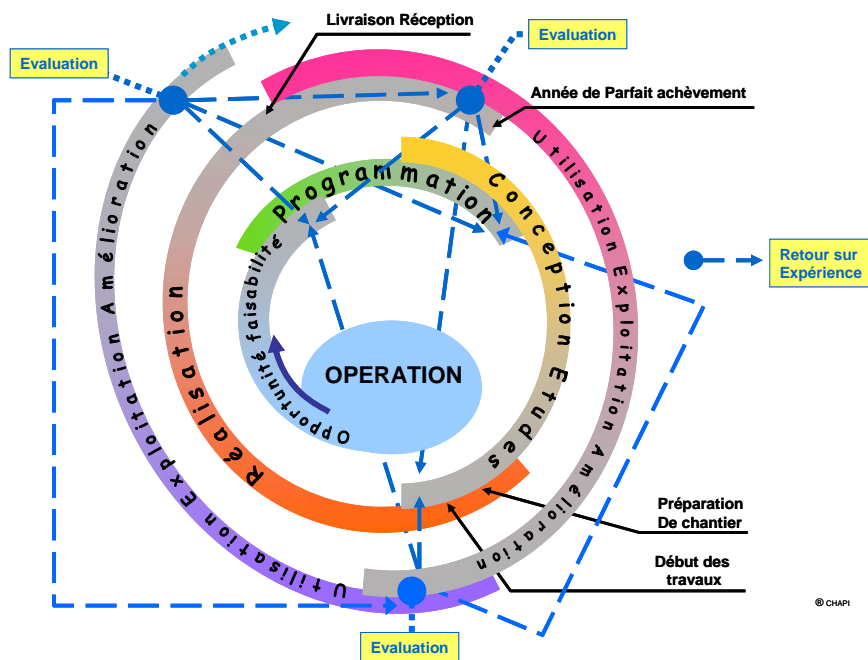 Livraison Réception
Evaluation
Evaluation
Année de Parfait achèvement
Utilisation Exploitation Amélioration
Programmation
Conception Etudes
Opportunité faisabilité
Réalisation
Utilisation Exploitation Amélioration
Retour sur
Expérience
OPERATION
Préparation
De chantier
Début des
travaux
Evaluation
® CHAPI